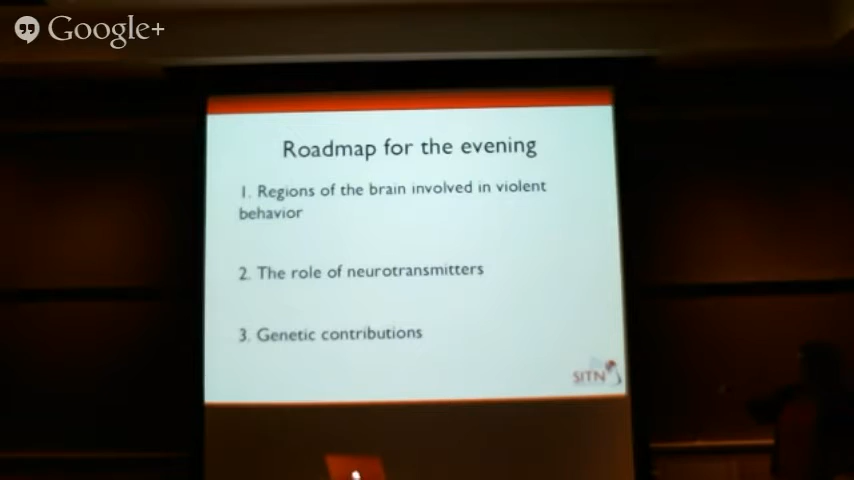 Google+
Roadmap for the evening
1. Regions of the brain involved in violent
behavior
2. The role of neurotransmitters
3. Genetic contributions
SITN